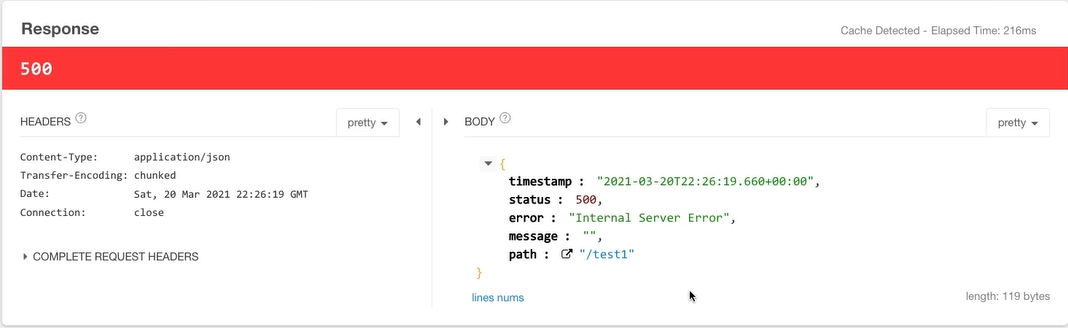 Response
Cache Detected - Elapsed Time: 216ms
500
HEADERS ?
pretty
BODY ?
pretty
Content-Type: application/json
Transfer-Encoding: chunked
Date: Sat, 20 Mar 2021 22:26:19 GMT
Connection: close
COMPLETE REQUEST HEADERS
{
timestamp : "2021-03-20T22:26:19.660+00:00",
status : 500,
error : "Internal Server Error",
message : "",
path : "/test1"
}
lines nums
length: 119 bytes